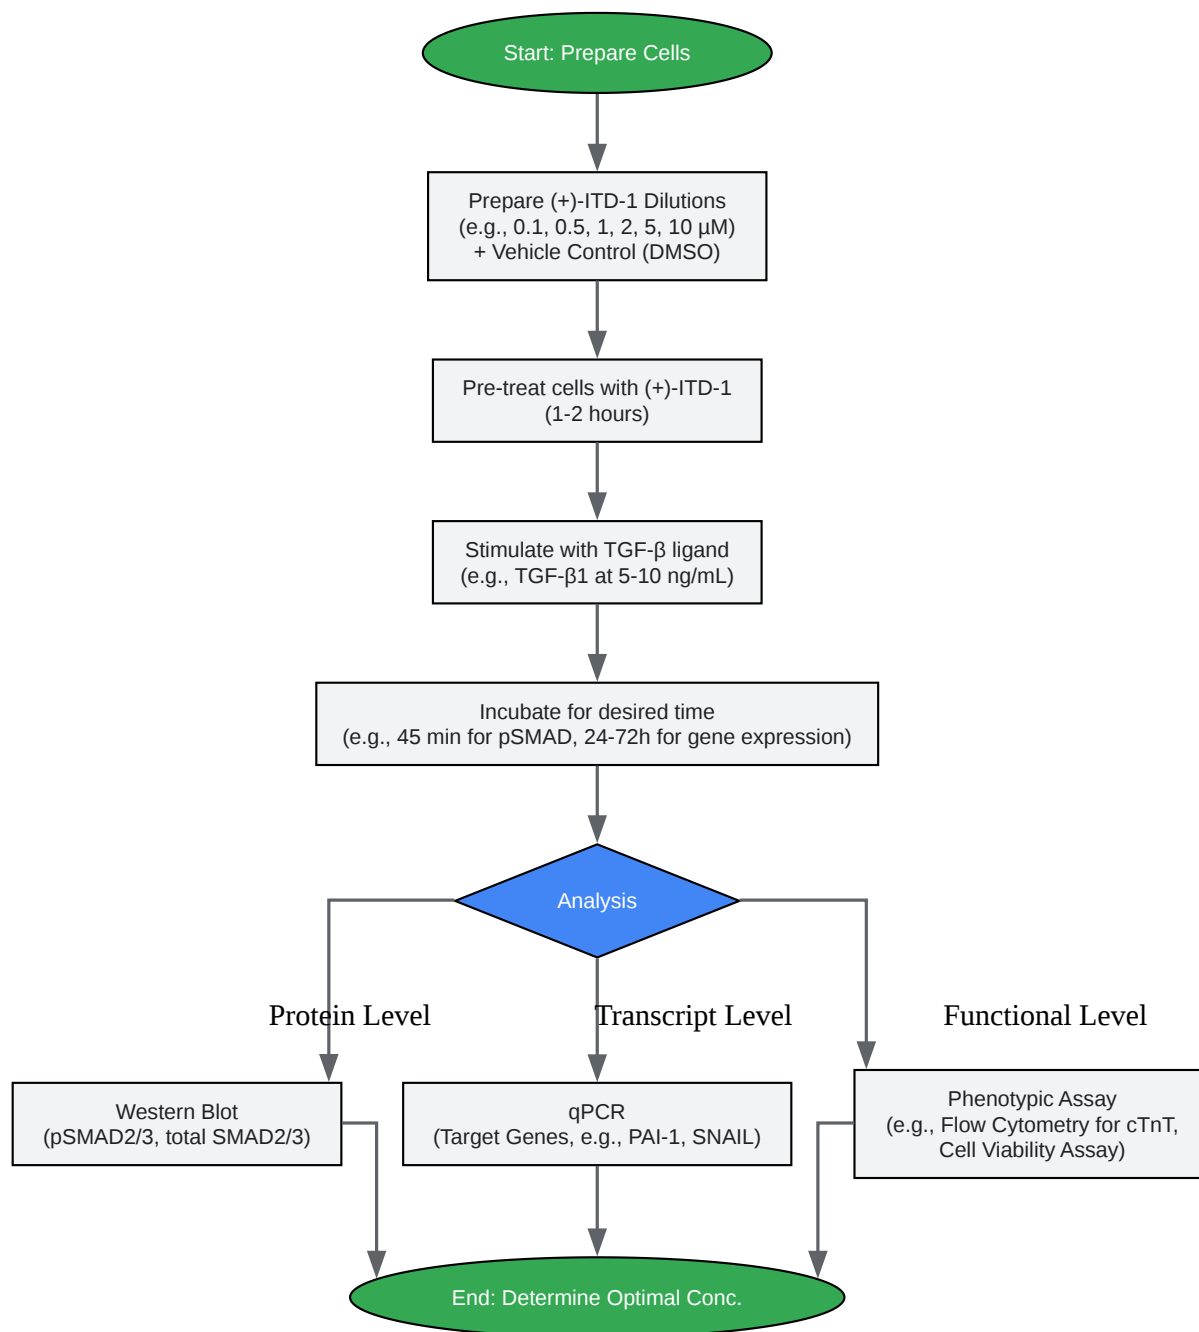 Start: Prepare Cells
Prepare (+)-ITD-1 Dilutions
(e.g., 0.1, 0.5, 1, 2, 5, 10 µM)
+ Vehicle Control (DMSO)
Pre-treat cells with (+)-ITD-1
(1-2 hours)
Stimulate with TGF-β ligand
(e.g., TGF-β1 at 5-10 ng/mL)
Incubate for desired time
(e.g., 45 min for pSMAD, 24-72h for gene expression)
Analysis
Protein Level
Transcript Level
Functional Level
Western Blot
(pSMAD2/3, total SMAD2/3)
qPCR
(Target Genes, e.g., PAI-1, SNAIL)
Phenotypic Assay
(e.g., Flow Cytometry for cTnT,
Cell Viability Assay)
End: Determine Optimal Conc.